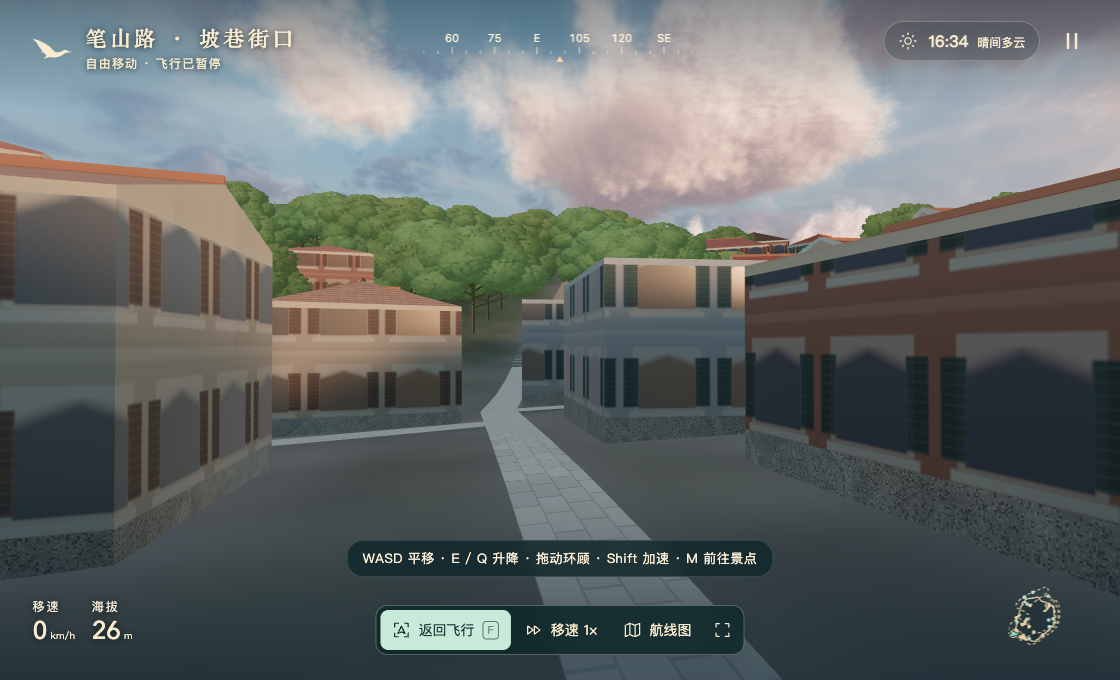 笔山路 · 坡巷街口
自由移动 · 飞行已暂停
60 75 E 105 120 SE
16:34 晴间多云
WASD 平移 · E / Q 升降 · 拖动环顾 · Shift 加速 · M 前往景点
移速 海拔
0 km/h 26 m
返回飞行 F 移速 1x 航线图